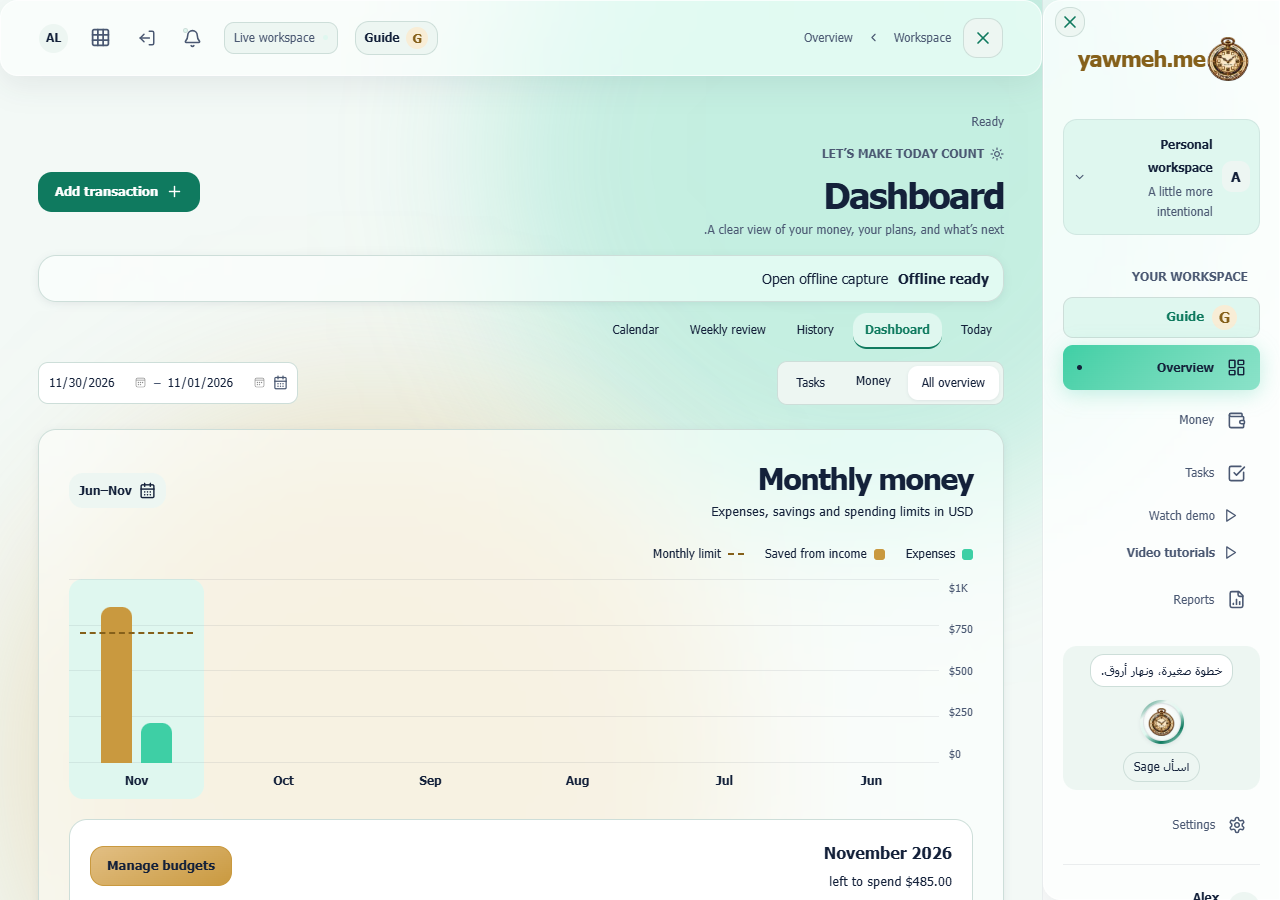 AL
Live workspace
Guide G
Overview
Workspace
yawmeh.me
Personal workspace
A
A little more intentional
YOUR WORKSPACE
Guide G
Overview
Money
Tasks
Watch demo
Video tutorials
Reports
خطوة صغيرة، ونهار أروق.
اسأل Sage
Settings
Alex
Ready
LET'S MAKE TODAY COUNT
Dashboard
.A clear view of your money, your plans, and what's next
Add transaction
Offline ready
Open offline capture
Today
Dashboard
History
Weekly review
Calendar
All overview
Money
Tasks
11/30/2026 – 11/01/2026
Monthly money
Expenses, savings and spending limits in USD
Jun–Nov
Expenses
Saved from income
Monthly limit
$1K
$750
$500
$250
$0
Jun
Jul
Aug
Sep
Oct
Nov
November 2026
left to spend $485.00
Manage budgets